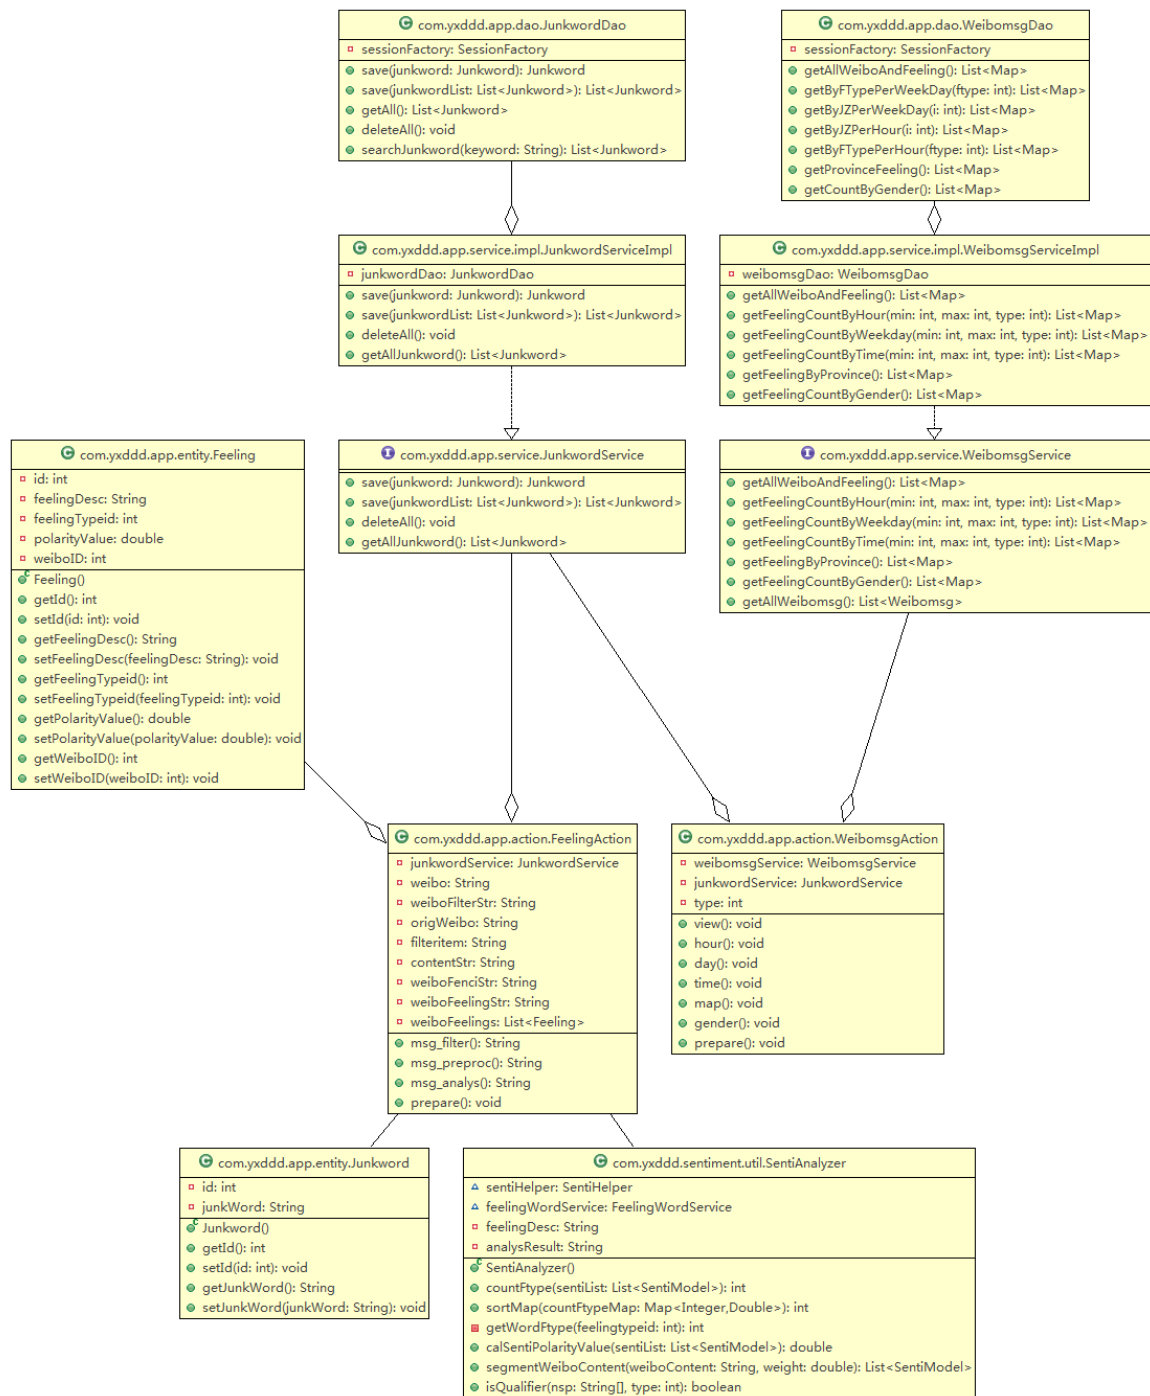 com.yxddd.app.dao.JunkwordDao
sessionFactory: SessionFactory
save(junkword: Junkword): Junkword
save(junkwordList: List<Junkword>): List<Junkword>
getAll(): List<Junkword>
deleteAll(): void
searchJunkword(keyword: String): List<Junkword>
com.yxddd.app.dao.WeibomsgDao
sessionFactory: SessionFactory
getAllWeiboAndFeeling(): List<Map>
getByFTypePerWeekDay(ftype: int): List<Map>
getByJZPerWeekDay(i: int): List<Map>
getByJZPerHour(i: int): List<Map>
getByFTypePerHour(ftype: int): List<Map>
getProvinceFeeling(): List<Map>
getCountByGender(): List<Map>
com.yxddd.app.service.impl.JunkwordServiceImpl
junkwordDao: JunkwordDao
save(junkword: Junkword): Junkword
save(junkwordList: List<Junkword>): List<Junkword>
deleteAll(): void
getAllJunkword(): List<Junkword>
com.yxddd.app.service.impl.WeibomsgServiceImpl
weibomsgDao: WeibomsgDao
getAllWeiboAndFeeling(): List<Map>
getFeelingCountByHour(min: int, max: int, type: int): List<Map>
getFeelingCountByWeekday(min: int, max: int, type: int): List<Map>
getFeelingCountByTime(min: int, max: int, type: int): List<Map>
getFeelingByProvince(): List<Map>
getFeelingCountByGender(): List<Map>
com.yxddd.app.entity.Feeling
id: int
feelingDesc: String
feelingTypeid: int
polarityValue: double
weiboID: int
Feeling()
getId(): int
setId(id: int): void
getFeelingDesc(): String
setFeelingDesc(feelingDesc: String): void
getFeelingTypeid(): int
setFeelingTypeid(feelingTypeid: int): void
getPolarityValue(): double
setPolarityValue(polarityValue: double): void
getWeiboID(): int
setWeiboID(weiboID: int): void
com.yxddd.app.service.JunkwordService
save(junkword: Junkword): Junkword
save(junkwordList: List<Junkword>): List<Junkword>
deleteAll(): void
getAllJunkword(): List<Junkword>
com.yxddd.app.service.WeibomsgService
getAllWeiboAndFeeling(): List<Map>
getFeelingCountByHour(min: int, max: int, type: int): List<Map>
getFeelingCountByWeekday(min: int, max: int, type: int): List<Map>
getFeelingCountByTime(min: int, max: int, type: int): List<Map>
getFeelingByProvince(): List<Map>
getFeelingCountByGender(): List<Map>
getAllWeibomsg(): List<Weibomsg>
com.yxddd.app.action.FeelingAction
junkwordService: JunkwordService
weibo: String
weiboFilterStr: String
origWeibo: String
filteritem: String
contentStr: String
weiboFenciStr: String
weiboFeelingStr: String
weiboFeelings: List<Feeling>
msg_filter(): String
msg_preproc(): String
msg_analys(): String
prepare(): void
com.yxddd.app.action.WeibomsgAction
weibomsgService: WeibomsgService
junkwordService: JunkwordService
type: int
view(): void
hour(): void
day(): void
time(): void
map(): void
gender(): void
prepare(): void
com.yxddd.app.entity.Junkword
id: int
junkWord: String
Junkword()
getId(): int
setId(id: int): void
getJunkWord(): String
setJunkWord(junkWord: String): void
com.yxddd.sentiment.util.SentiAnalyzer
sentiHelper: SentiHelper
feelingWordService: FeelingWordService
feelingDesc: String
analysResult: String
SentiAnalyzer()
countFtype(sentiList: List<SentiModel>): int
sortMap(countFtypeMap: Map<Integer,Double>): int
getWordFtype(feelingtypeid: int): int
calSentiPolarityValue(sentiList: List<SentiModel>): double
segmentWeiboContent(weiboContent: String, weight: double): List<SentiModel>
isQualifier(nsp: String[], type: int): boolean